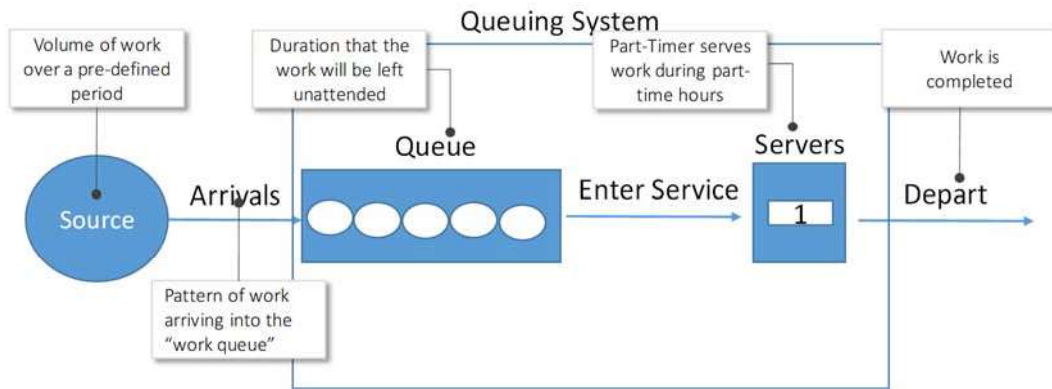 Queuing System
Volume of work
over a pre-defined
period
Duration that the
work will be left
unattended
Part-Timer serves
work during part-
time hours
Work is
completed
Queue
Servers
Source
Arrivals
Enter Service
1
Depart
Pattern of work
arriving into the
“work queue”